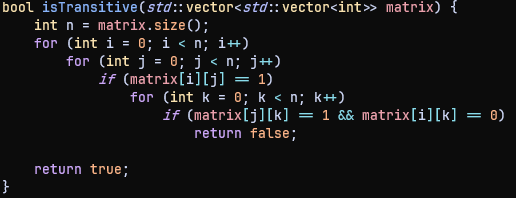 bool isTransitive(std::vector<std::vector<int>> matrix) {
    int n = matrix.size();
    for (int i = 0; i < n; i++)
        for (int j = 0; j < n; j++)
            if (matrix[i][j] == 1)
                for (int k = 0; k < n; k++)
                    if (matrix[j][k] == 1 && matrix[i][k] == 0)
                        return false;

    return true;
}